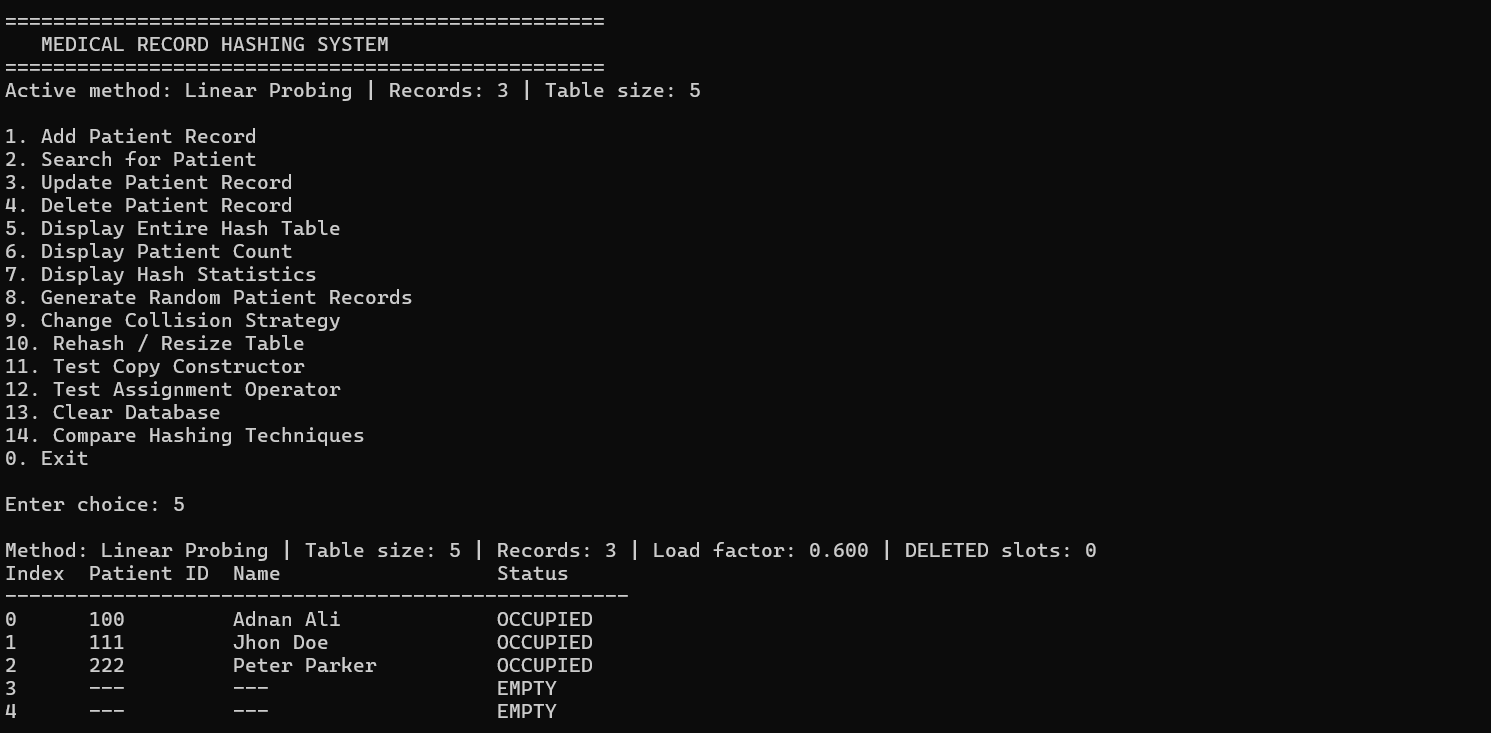 ==================================================
   MEDICAL RECORD HASHING SYSTEM
==================================================
Active method: Linear Probing | Records: 3 | Table size: 5

1. Add Patient Record
2. Search for Patient
3. Update Patient Record
4. Delete Patient Record
5. Display Entire Hash Table
6. Display Patient Count
7. Display Hash Statistics
8. Generate Random Patient Records
9. Change Collision Strategy
10. Rehash / Resize Table
11. Test Copy Constructor
12. Test Assignment Operator
13. Clear Database
14. Compare Hashing Techniques
0. Exit

Enter choice: 5

Method: Linear Probing | Table size: 5 | Records: 3 | Load factor: 0.600 | DELETED slots: 0
Index  Patient ID  Name                  Status
----------------------------------------------------
0      100         Adnan Ali             OCCUPIED
1      111         Jhon Doe              OCCUPIED
2      222         Peter Parker          OCCUPIED
3      ---         ---                   EMPTY
4      ---         ---                   EMPTY